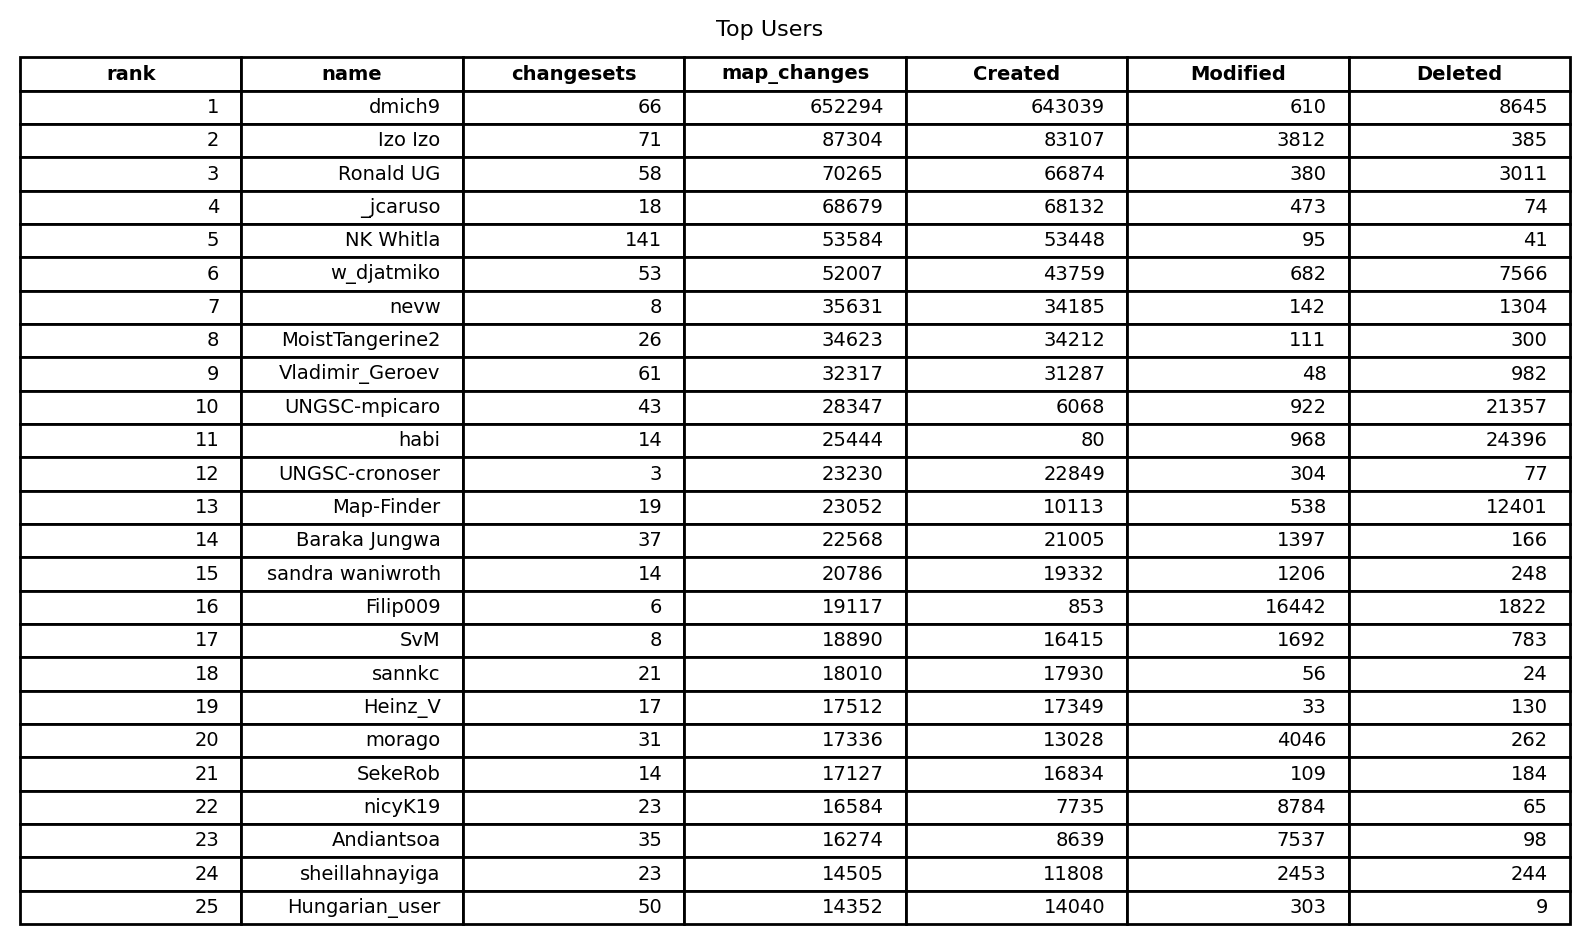 Top Users
rank name changesets map_changes Created Modified Deleted
1 dmich9 66 652294 643039 610 8645
2 Izo Izo 71 87304 83107 3812 385
3 Ronald UG 58 70265 66874 380 3011
4 _jcaruso 18 68679 68132 473 74
5 NK Whitla 141 53584 53448 95 41
6 w_djatmiko 53 52007 43759 682 7566
7 nevw 8 35631 34185 142 1304
8 MoistTangerine2 26 34623 34212 111 300
9 Vladimir_Geroev 61 32317 31287 48 982
10 UNGSC-mpicaro 43 28347 6068 922 21357
11 habi 14 25444 80 968 24396
12 UNGSC-cronoser 3 23230 22849 304 77
13 Map-Finder 19 23052 10113 538 12401
14 Baraka Jungwa 37 22568 21005 1397 166
15 sandra waniwroth 14 20786 19332 1206 248
16 Filip009 6 19117 853 16442 1822
17 SvM 8 18890 16415 1692 783
18 sannkc 21 18010 17930 56 24
19 Heinz_V 17 17512 17349 33 130
20 morago 31 17336 13028 4046 262
21 SekeRob 14 17127 16834 109 184
22 nicyK19 23 16584 7735 8784 65
23 Andiantsoa 35 16274 8639 7537 98
24 sheillahnayiga 23 14505 11808 2453 244
25 Hungarian_user 50 14352 14040 303 9